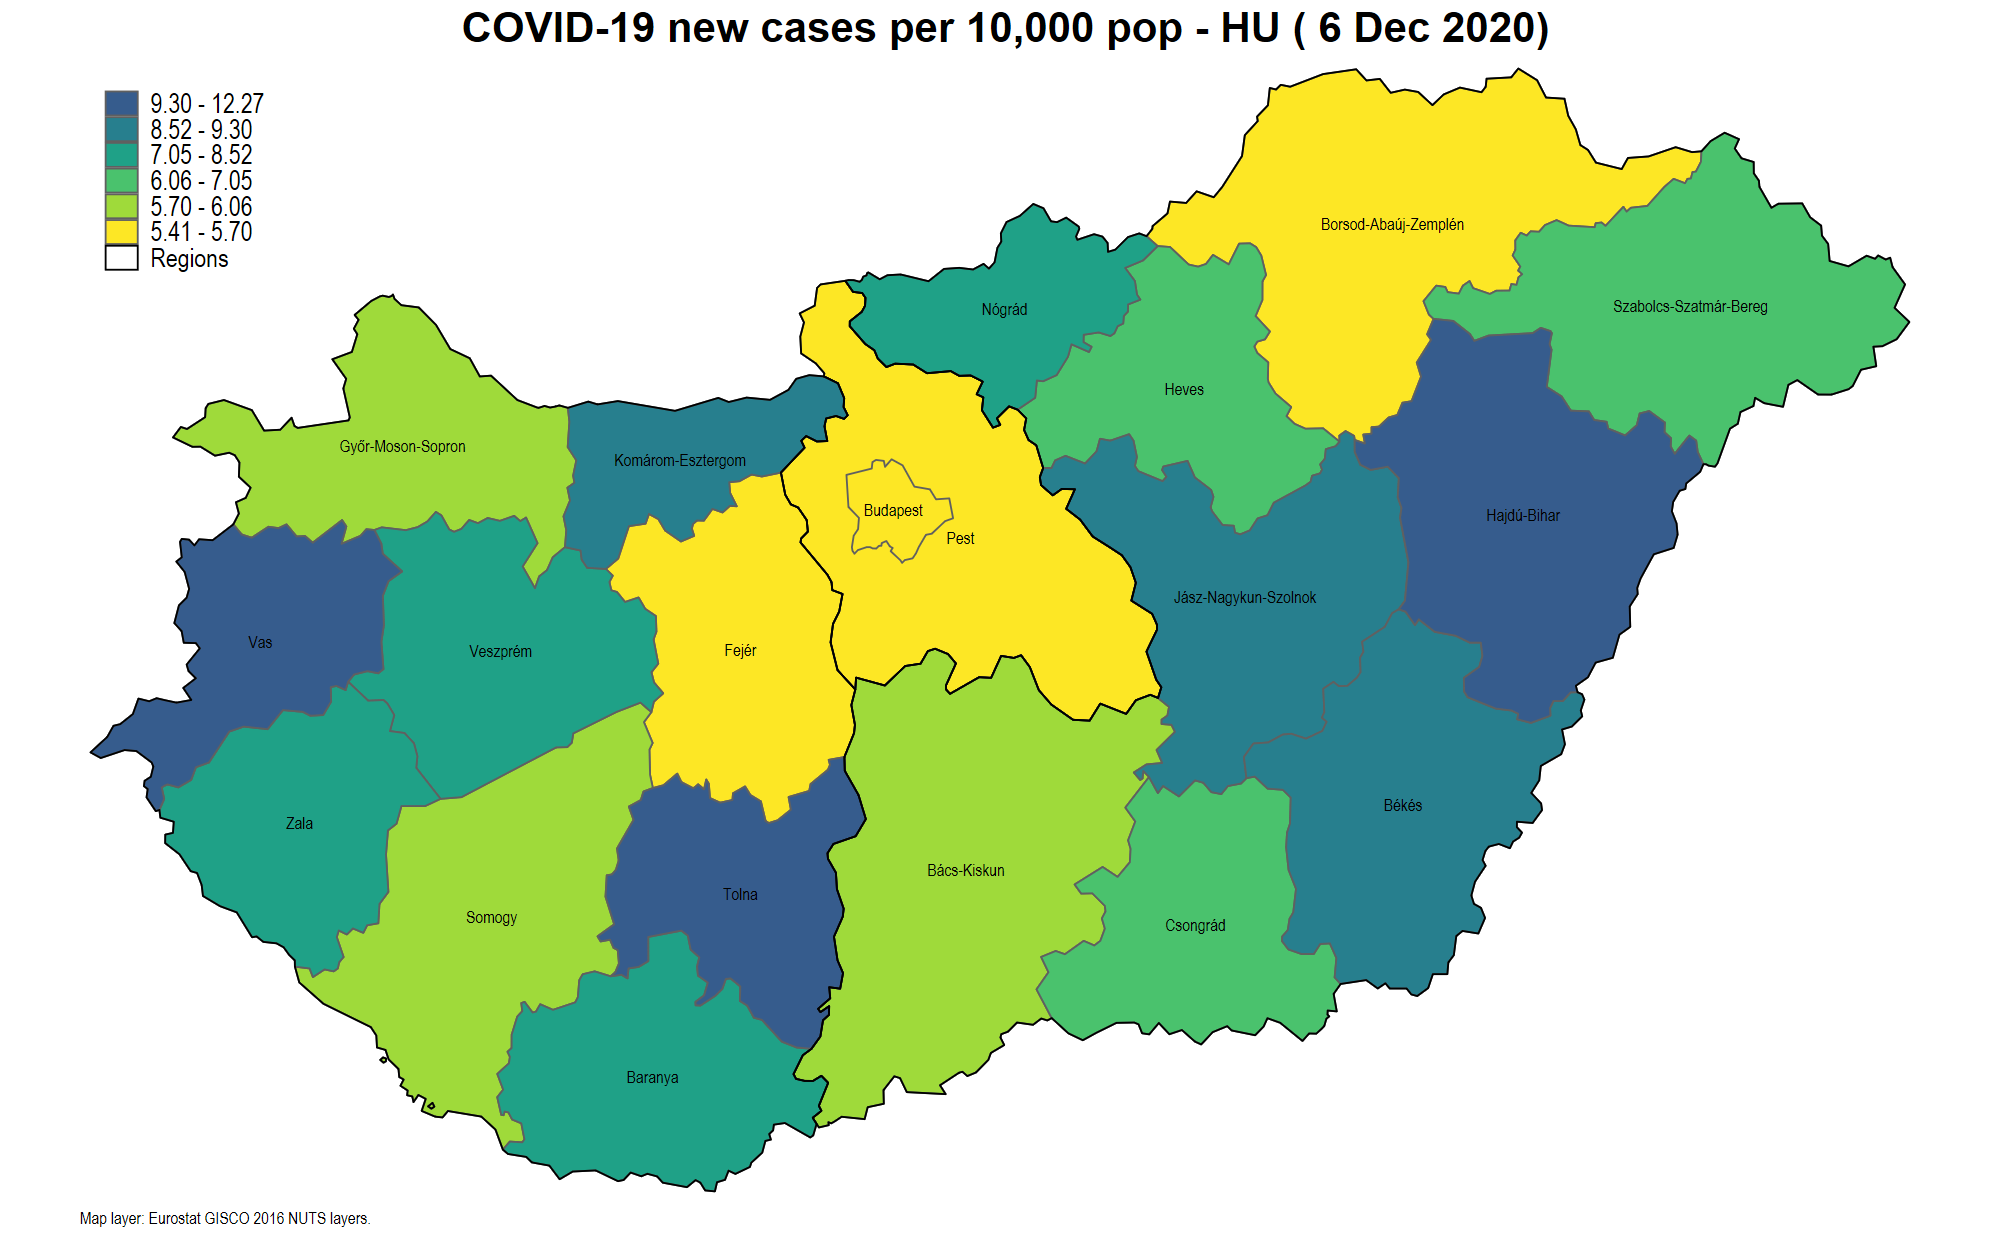 COVID-19 new cases per 10,000 pop - HU ( 6 Dec 2020)
9.30 - 12.27
8.52 - 9.30
7.05 - 8.52
6.06 - 7.05
5.70 - 6.06
5.41 - 5.70
Regions
Borsod-Abaúj-Zemplén
Szabolcs-Szatmár-Bereg
Nógrád
Heves
Győr-Moson-Sopron
Komárom-Esztergom
Budapest
Hajdú-Bihar
Pest
Jász-Nagykun-Szolnok
Vas
Veszprém
Fejér
Békés
Zala
Bács-Kiskun
Tolna
Somogy
Csongrád
Baranya
Map layer: Eurostat GISCO 2016 NUTS layers.